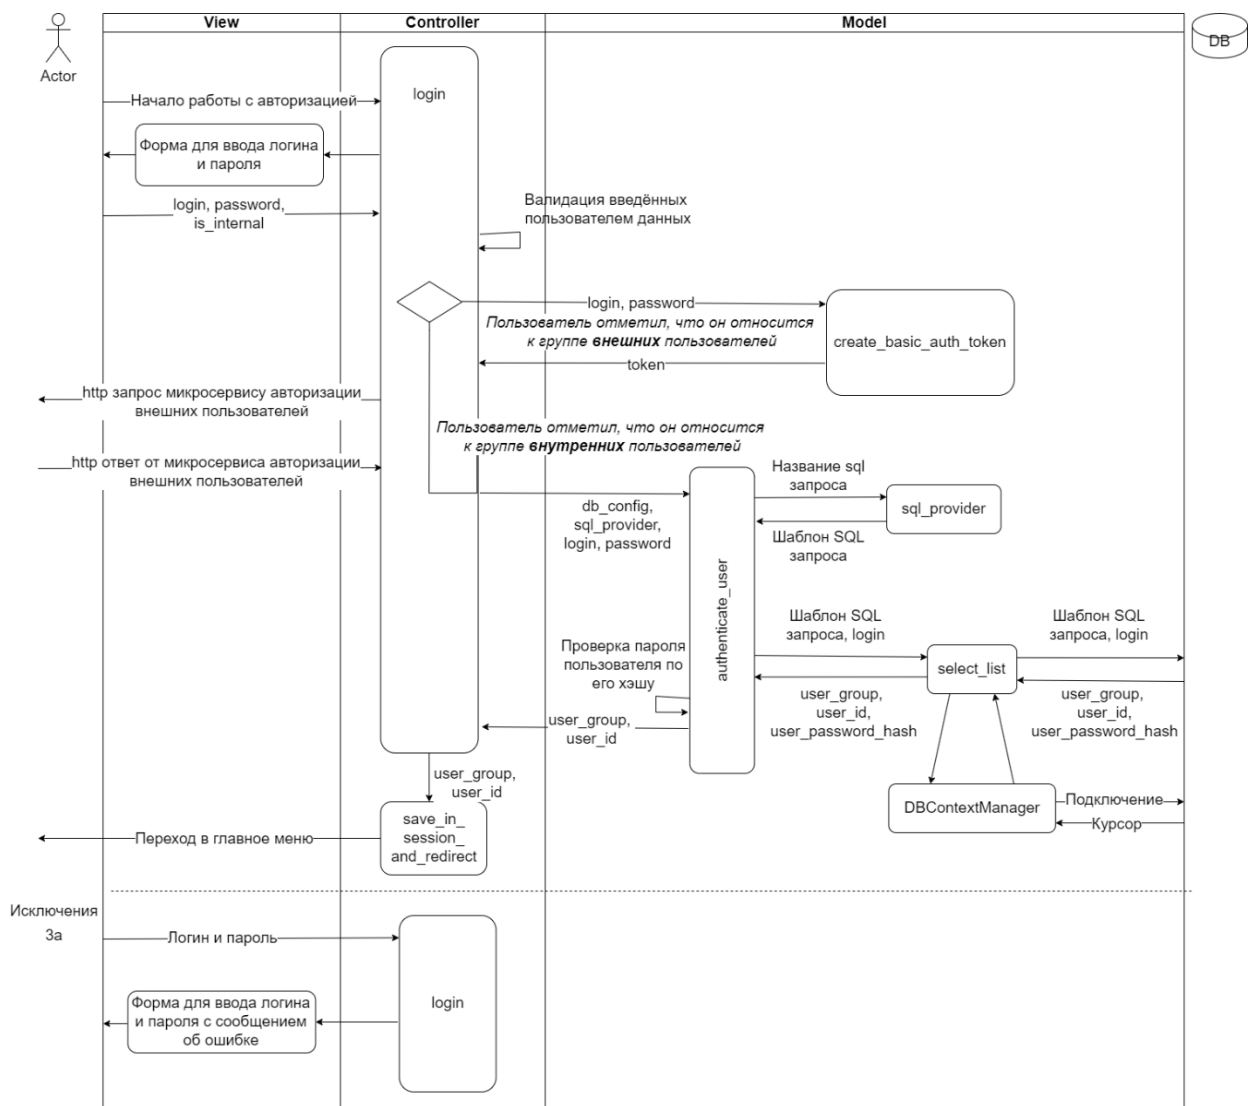 View
Controller
Model
DB
Actor
login
Начало работы с авторизацией
Форма для ввода логина
и пароля
login, password,
is_internal
Валидация введённых
пользователем данных
login, password
Пользователь отметил, что он относится
к группе внешних пользователей
create_basic_auth_token
token
http запрос микросервису авторизации
внешних пользователей
Пользователь отметил, что он относится
к группе внутренних пользователей
http ответ от микросервиса авторизации
внешних пользователей
Название sql
запроса
db_config,
sql_provider,
login, password
sql_provider
Шаблон SQL
запроса
authenticate_user
Шаблон SQL
запроса, login
Шаблон SQL
запроса, login
Проверка пароля
пользователя по
его хэшу
select_list
user_group,
user_id,
user_password_hash
user_group,
user_id,
user_password_hash
user_group,
user_id
user_group,
user_id
DBContextManager
Подключение
Курсор
save_in_
session_
and_redirect
Переход в главное меню
Исключения
3а
Логин и пароль
login
Форма для ввода логина
и пароля с сообщением
об ошибке